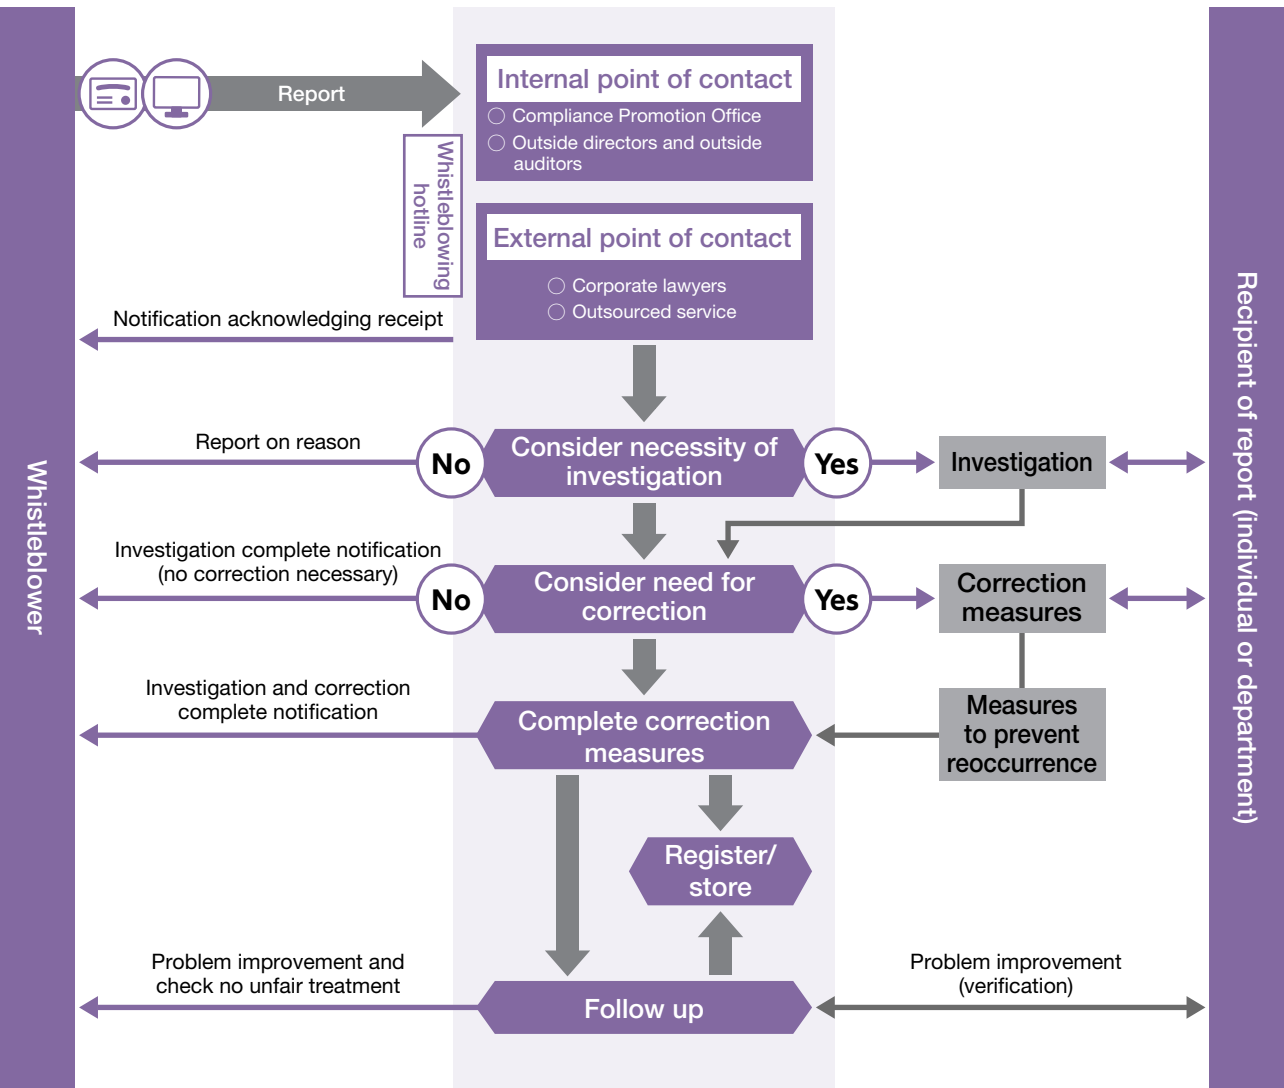 Report
Internal point of contact
○ Compliance Promotion Office
○ Outside directors and outside
auditors
Whistleblowing
hotline
External point of contact
○ Corporate lawyers
○ Outsourced service
Notification acknowledging receipt
Report on reason
No
Consider necessity of
investigation
Yes
Investigation
Investigation complete notification
(no correction necessary)
No
Consider need for
correction
Yes
Correction
measures
Investigation and correction
complete notification
Complete correction
measures
Measures
to prevent
reoccurrence
Register/
store
Problem improvement and
check no unfair treatment
Follow up
Problem improvement
(verification)
Whistleblower
Recipient of report (individual or department)